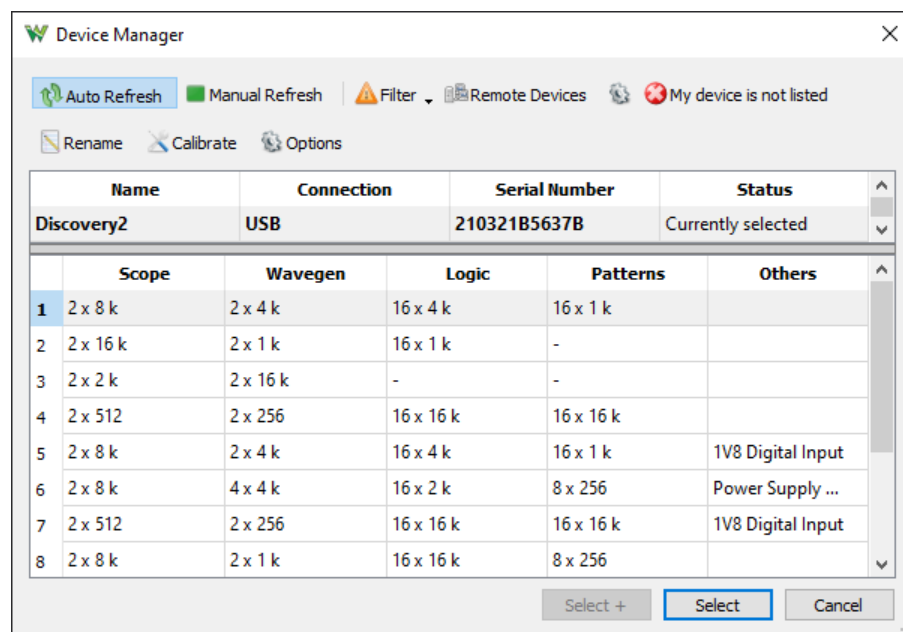 Device Manager
Auto Refresh Manual Refresh Filter Remote Devices My device is not listed
Rename Calibrate Options
Name Connection Serial Number Status
Discovery2 USB 210321B5637B Currently selected
Scope Wavegen Logic Patterns Others
1 2 x 8 k 2 x 4 k 16 x 4 k 16 x 1 k
2 2 x 16 k 2 x 1 k 16 x 1 k -
3 2 x 2 k 2 x 16 k - -
4 2 x 512 2 x 256 16 x 16 k 16 x 16 k
5 2 x 8 k 2 x 4 k 16 x 4 k 16 x 1 k 1V8 Digital Input
6 2 x 8 k 4 x 4 k 16 x 2 k 8 x 256 Power Supply ...
7 2 x 512 2 x 256 16 x 16 k 16 x 16 k 1V8 Digital Input
8 2 x 8 k 2 x 1 k 16 x 16 k 8 x 256
Select + Select Cancel